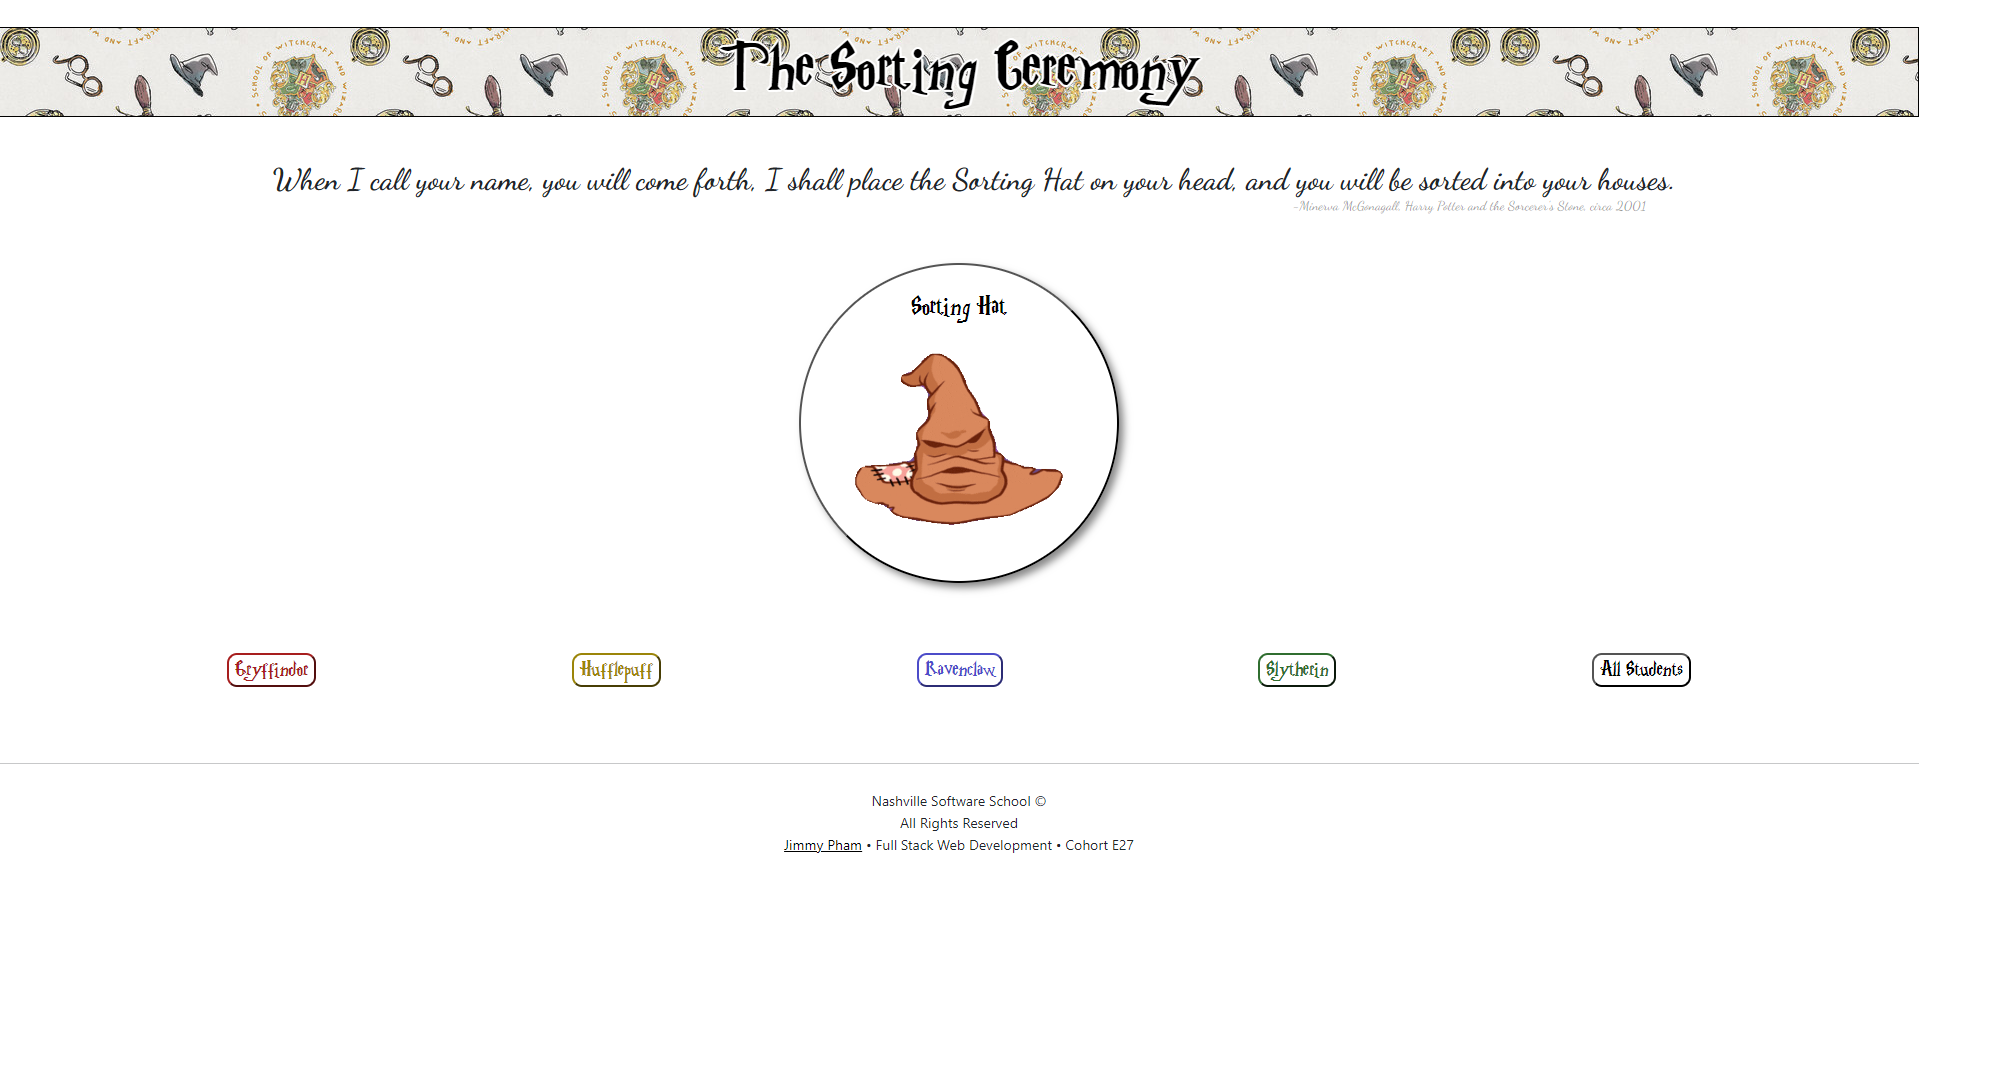 The Sorting Ceremony
When I call your name, you will come forth, I shall place the Sorting Hat on your head, and you will be sorted into your houses.
-Minerva McGonagall, Harry Potter and the Sorcerer's Stone, circa 2001
Sorting Hat
Gryffindor
Hufflepuff
Ravenclaw
Slytherin
All Students
Nashville Software School ©
All Rights Reserved
Jimmy Pham • Full Stack Web Development • Cohort E27